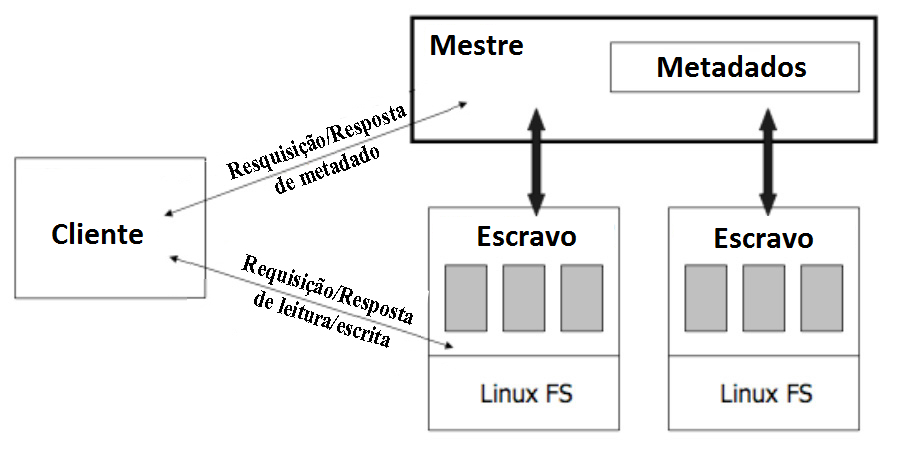 Mestre
Metadados
Resquisição/Resposta
de metadado
Cliente
Escravo
Escravo
Requisição/Resposta
de leitura/escrita
Linux FS
Linux FS